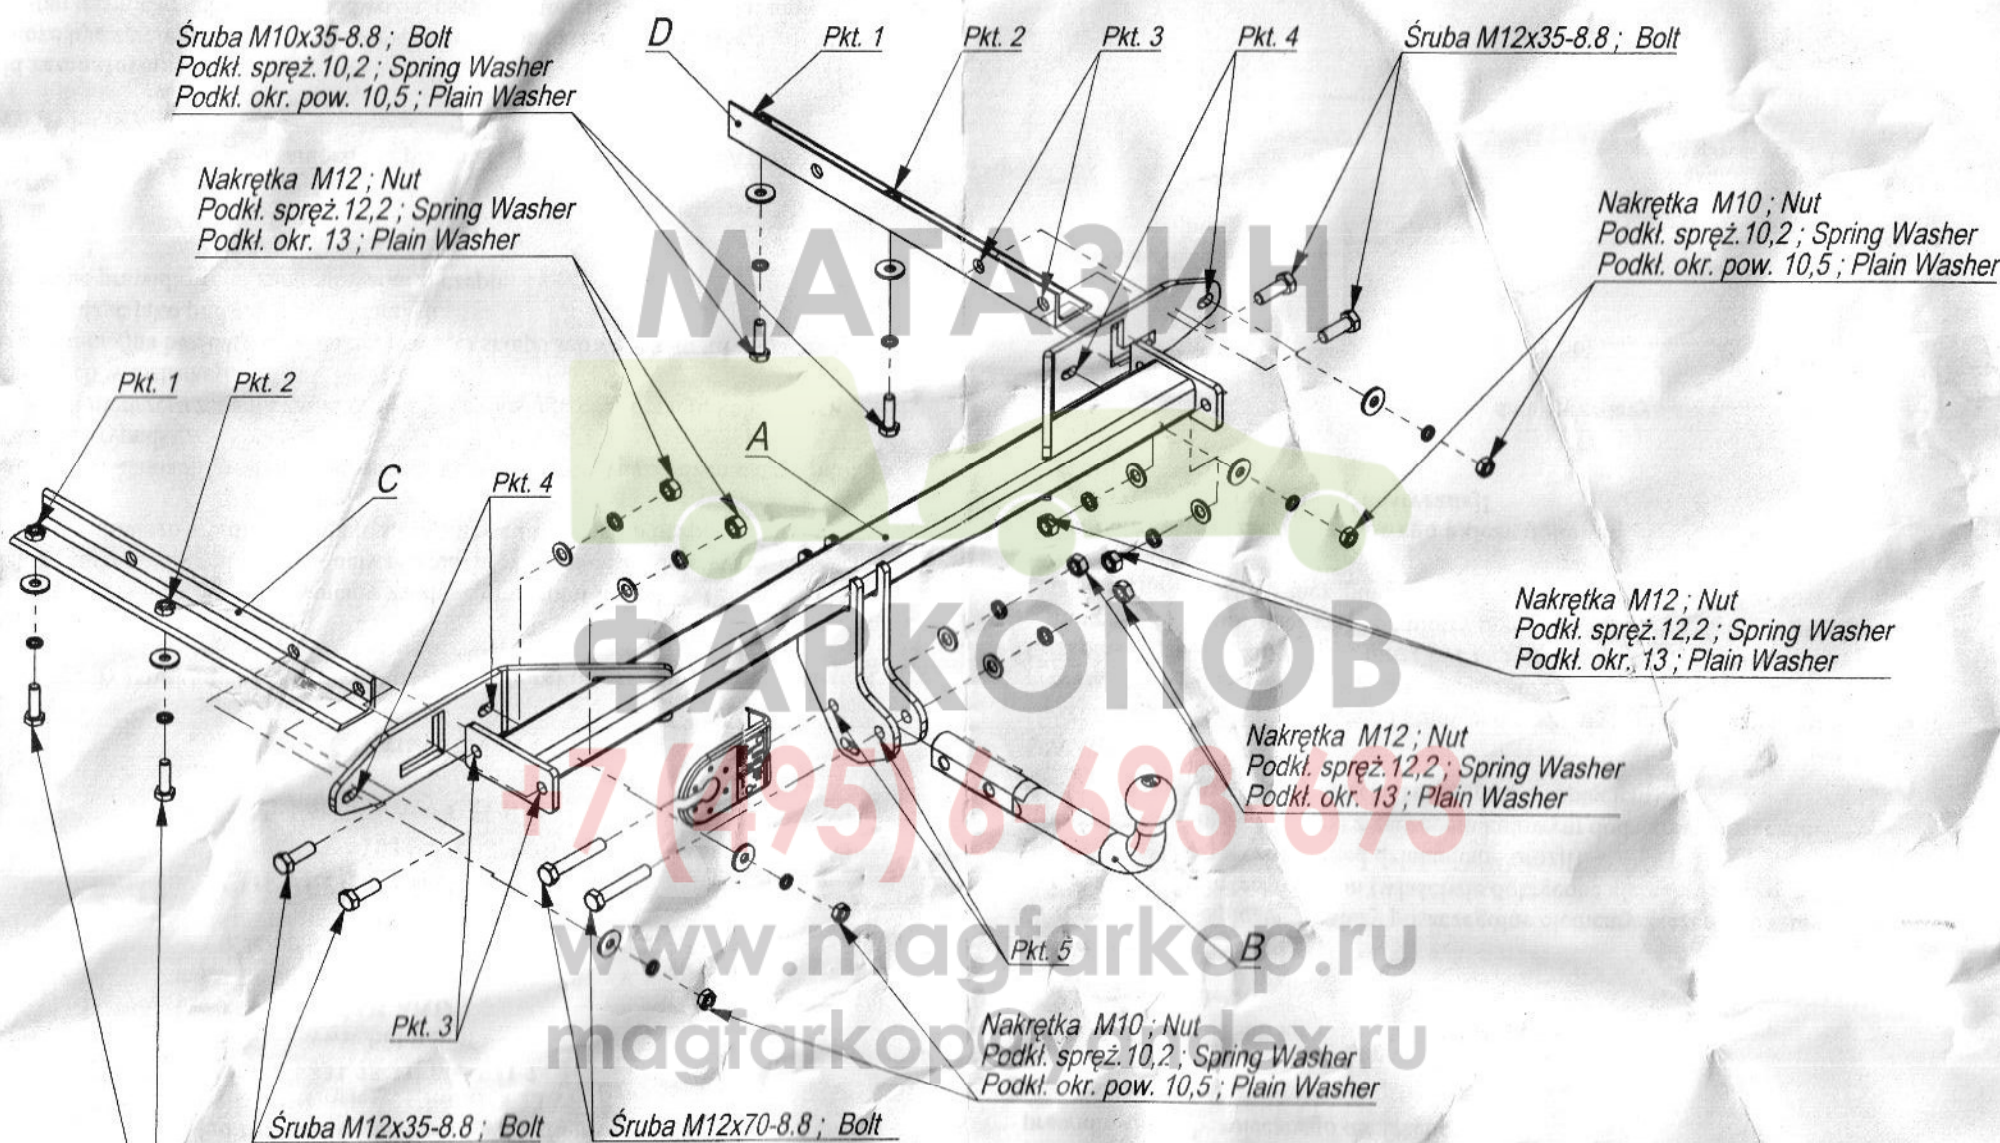 Śruba M10x35-8.8 ; Bolt
Podkł. spręż. 10,2 ; Spring Washer
Podkł. okr. pow. 10,5 ; Plain Washer
D
Pkt. 1
Pkt. 2
Pkt. 3
Pkt. 4
Śruba M12x35-8.8 ; Bolt
Nakrętka M12 ; Nut
Podkł. spręż. 12,2 ; Spring Washer
Podkł. okr. 13 ; Plain Washer
Nakrętka M10 ; Nut
Podkł. spręż. 10,2 ; Spring Washer
Podkł. okr. pow. 10,5 ; Plain Washer
МАГАЗИН
Pkt. 1
Pkt. 2
C
Pkt. 4
A
ФАРКОПОВ
Nakrętka M12 ; Nut
Podkł. spręż. 12,2 ; Spring Washer
Podkł. okr. 13 ; Plain Washer
Nakrętka M12 ; Nut
Podkł. spręż. 12,2 ; Spring Washer
Podkł. okr. 13 ; Plain Washer
+7 (495) 6-693-693
www.magfarkop.ru
Pkt. 5
B
Pkt. 3
magfarkop@yandex.ru
Nakrętka M10 ; Nut
Podkł. spręż. 10,2 ; Spring Washer
Podkł. okr. pow. 10,5 ; Plain Washer
Śruba M12x35-8.8 ; Bolt
Śruba M12x70-8.8 ; Bolt